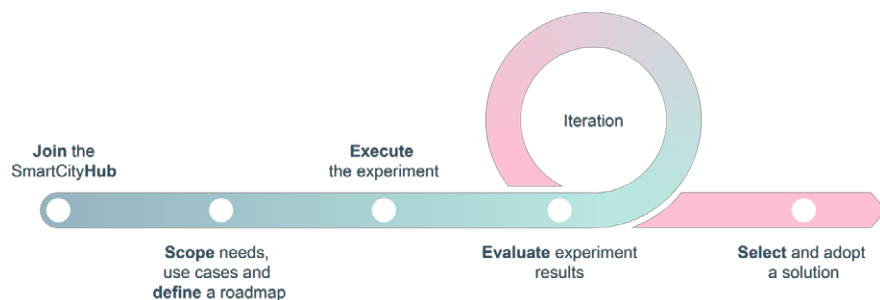 Join the
SmartCityHub
Scope needs,
use cases and
define a roadmap
Execute
the experiment
Evaluate experiment
results
Iteration
Select and adopt
a solution